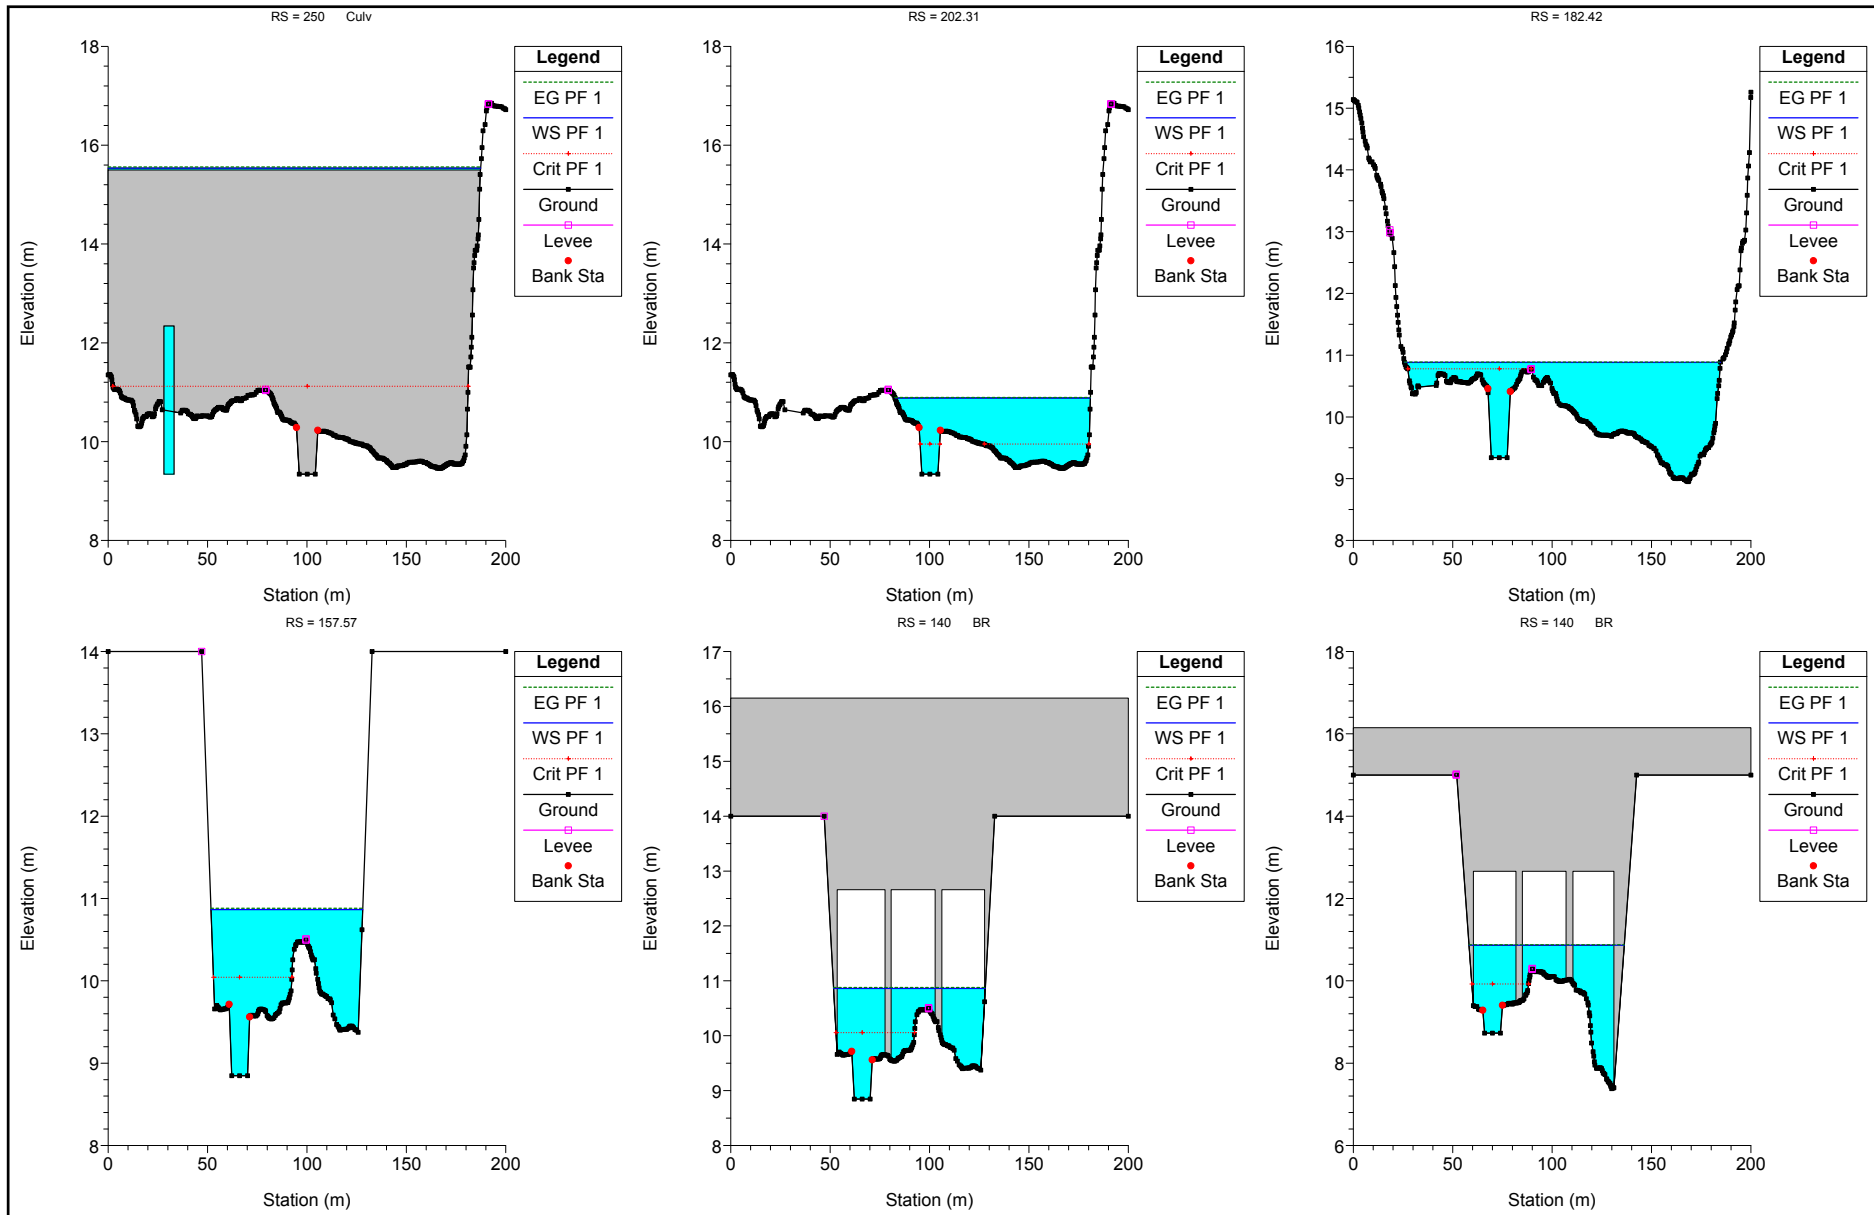 RS = 250 Culv
18
16
14
12
10
8
0 50 100 150 200
Elevation (m)
Station (m)
Legend
EG PF 1
WS PF 1
Crit PF 1
Ground
Levee
Bank Sta
RS = 202.31
18
16
14
12
10
8
0 50 100 150 200
Elevation (m)
Station (m)
Legend
EG PF 1
WS PF 1
Crit PF 1
Ground
Levee
Bank Sta
RS = 182.42
16
15
14
13
12
11
10
9
8
0 50 100 150 200
Elevation (m)
Station (m)
Legend
EG PF 1
WS PF 1
Crit PF 1
Ground
Levee
Bank Sta
RS = 157.57
14
13
12
11
10
9
8
0 50 100 150 200
Elevation (m)
Station (m)
Legend
EG PF 1
WS PF 1
Crit PF 1
Ground
Levee
Bank Sta
RS = 140 BR
17
16
15
14
13
12
11
10
9
8
0 50 100 150 200
Elevation (m)
Station (m)
Legend
EG PF 1
WS PF 1
Crit PF 1
Ground
Levee
Bank Sta
RS = 140 BR
18
16
14
12
10
8
6
0 50 100 150 200
Elevation (m)
Station (m)
Legend
EG PF 1
WS PF 1
Crit PF 1
Ground
Levee
Bank Sta